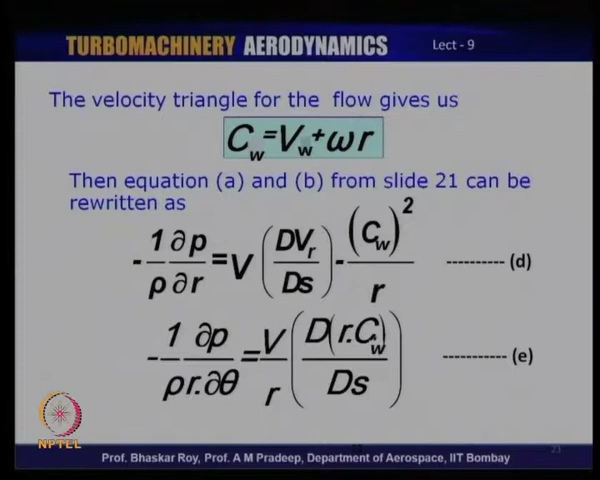 TURBOMACHINERY AERODYNAMICS Lect - 9
The velocity triangle for the flow gives us
C_w = V_w + ωr
Then equation (a) and (b) from slide 21 can be
rewritten as
- 1/ρ ∂p/∂r = V (DV_r/Ds) - (C_w)^2/r ---------- (d)
- 1/ρ ∂p/r.∂θ = V/r (D(r.C_w)/Ds) ----------- (e)
NPTEL
23
Prof. Bhaskar Roy, Prof. A M Pradeep, Department of Aerospace, IIT Bombay